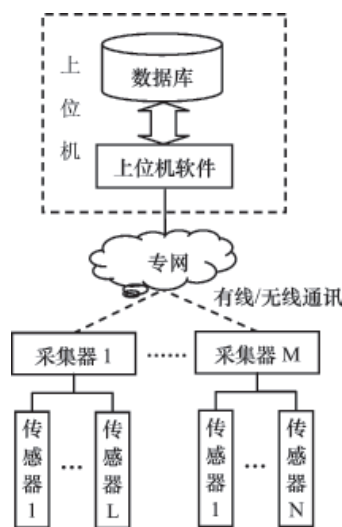 上位机
数据库
上位机软件
专网
有线/无线通讯
采集器 1 ...... 采集器 M
传感器1 ... 传感器L 传感器1 ... 传感器N